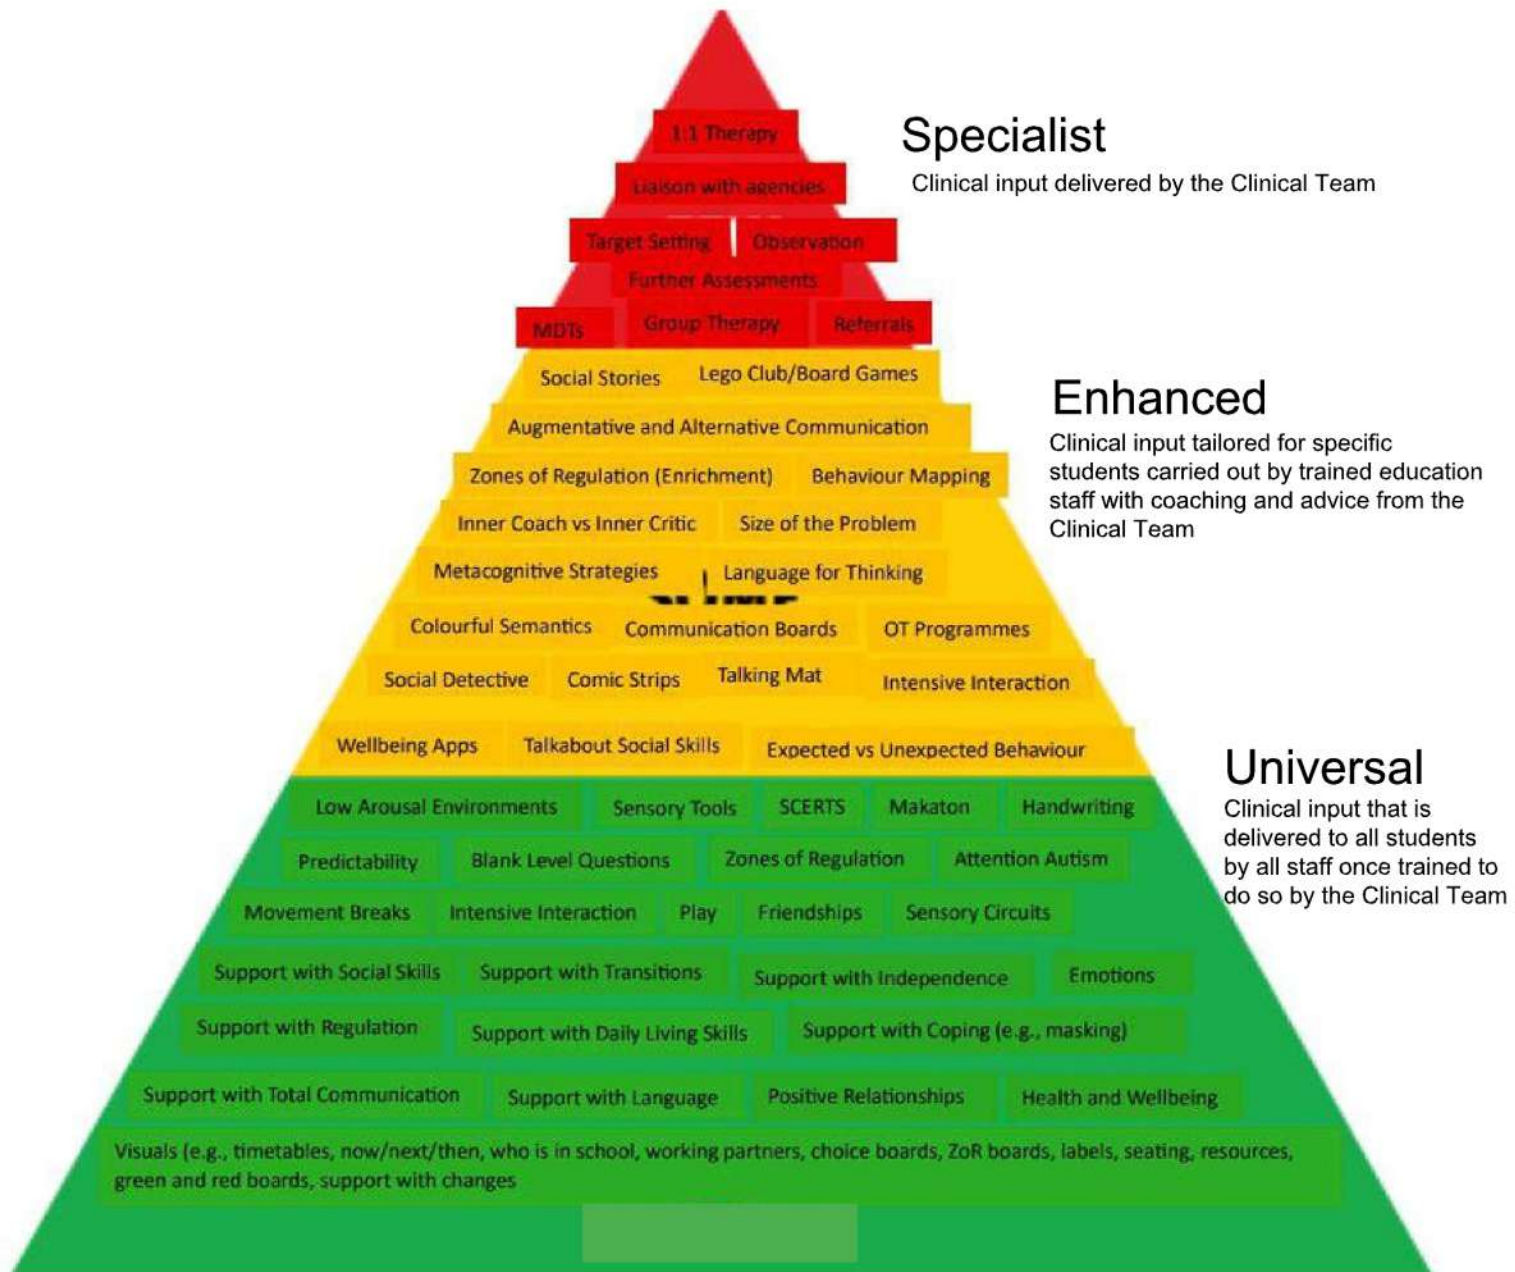 1:1 Therapy
Specialist
Liaison with agencies
Clinical input delivered by the Clinical Team
Target Setting Observation
Further Assessments
MDTs Group Therapy Referrals
Social Stories Lego Club/Board Games
Enhanced
Augmentative and Alternative Communication
Clinical input tailored for specific
students carried out by trained education
staff with coaching and advice from the
Clinical Team
Zones of Regulation (Enrichment) Behaviour Mapping
Inner Coach vs Inner Critic Size of the Problem
Metacognitive Strategies Language for Thinking
Colourful Semantics Communication Boards OT Programmes
Social Detective Comic Strips Talking Mat Intensive Interaction
Wellbeing Apps Talkabout Social Skills Expected vs Unexpected Behaviour
Universal
Clinical input that is
delivered to all students
by all staff once trained to
do so by the Clinical Team
Low Arousal Environments Sensory Tools SCERTS Makaton Handwriting
Predictability Blank Level Questions Zones of Regulation Attention Autism
Movement Breaks Intensive Interaction Play Friendships Sensory Circuits
Support with Social Skills Support with Transitions Support with Independence Emotions
Support with Regulation Support with Daily Living Skills Support with Coping (e.g., masking)
Support with Total Communication Support with Language Positive Relationships Health and Wellbeing
Visuals (e.g., timetables, now/next/then, who is in school, working partners, choice boards, ZoR boards, labels, seating, resources,
green and red boards, support with changes